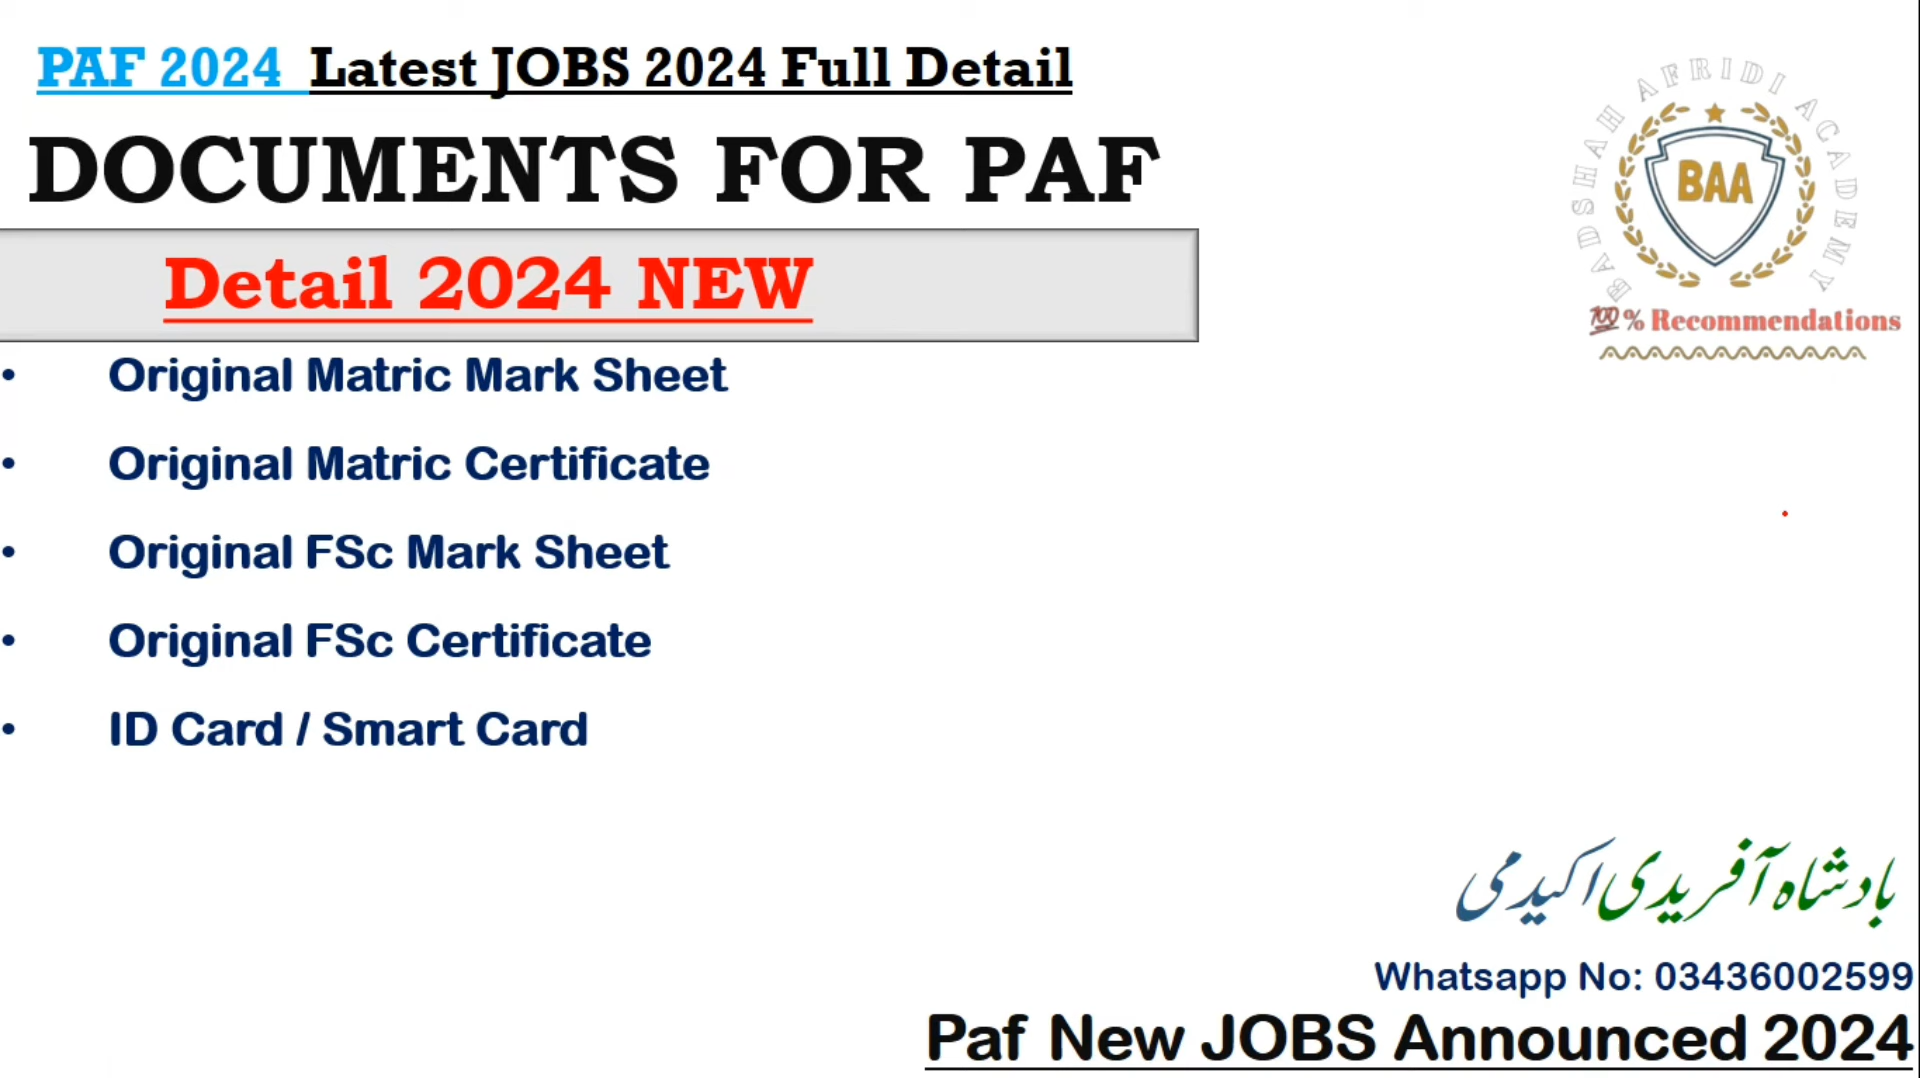 PAF 2024 Latest JOBS 2024 Full Detail
DOCUMENTS FOR PAF
Detail 2024 NEW
BADSHAH AFRIDI ACADEMY
BAA
💯% Recommendations
• Original Matric Mark Sheet
• Original Matric Certificate
• Original FSc Mark Sheet
• Original FSc Certificate
• ID Card / Smart Card
بادشاہ آفریدی اکیڈمی
Whatsapp No: 03436002599
Paf New JOBS Announced 2024